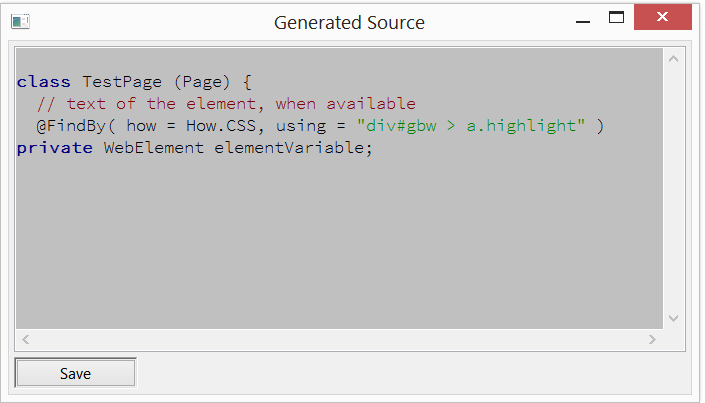 Generated Source
class TestPage (Page) {
// text of the element, when available
@FindBy( how = How.CSS, using = "div#gbw > a.highlight" )
private WebElement elementVariable;
Save